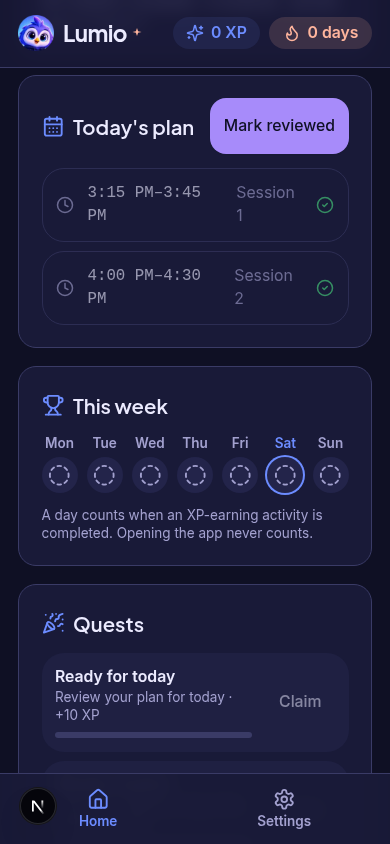 Lumio
0 XP
0 days
Today's plan
Mark reviewed
3:15 PM–3:45
PM
Session
1
4:00 PM–4:30
PM
Session
2
This week
Mon Tue Wed Thu Fri Sat Sun
A day counts when an XP-earning activity is
completed. Opening the app never counts.
Quests
Ready for today
Review your plan for today ·
+10 XP
Claim
N
Home
Settings